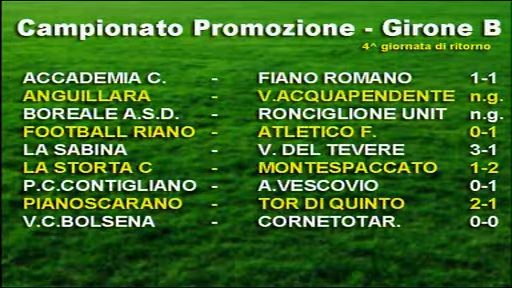 Campionato Promozione - Girone B
4^ giornata di ritorno
ACCADEMIA C. - FIANO ROMANO 1-1
ANGUILLARA - V.ACQUAPENDENTE n.g.
BOREALE A.S.D. - RONCIGLIONE UNIT n.g.
FOOTBALL RIANO - ATLETICO F. 0-1
LA SABINA - V. DEL TEVERE 3-1
LA STORTA C - MONTESPACCATO 1-2
P.C.CONTIGLIANO - A.VESCOVIO 0-1
PIANOSCARANO - TOR DI QUINTO 2-1
V.C.BOLSENA - CORNETOTAR. 0-0